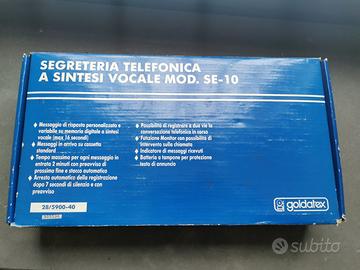 SEGRETERIA TELEFONICA
A SINTESI VOCALE MOD. SE-10
• Messaggio di risposta personalizzato e
variabile su memoria digitale a sintesi
vocale (max 16 secondi)
• Messaggi in arrivo su cassetta
standard
• Tempo massimo per ogni messaggio in
entrata 2 minuti con preavviso di
prossima fine e stacco automatico
• Arresto automatico della registrazione
dopo 7 secondi di silenzio e con
preavviso
• Possibilità di registrare a due vie la
conversazione telefonica in corso
• Funzione Monitor con possibilità di
intervento sulla chiamata
• Indicatore di messaggi ricevuti
• Batteria a tampone per protezione
testo di annuncio
28/5900-40
goldatex
subito